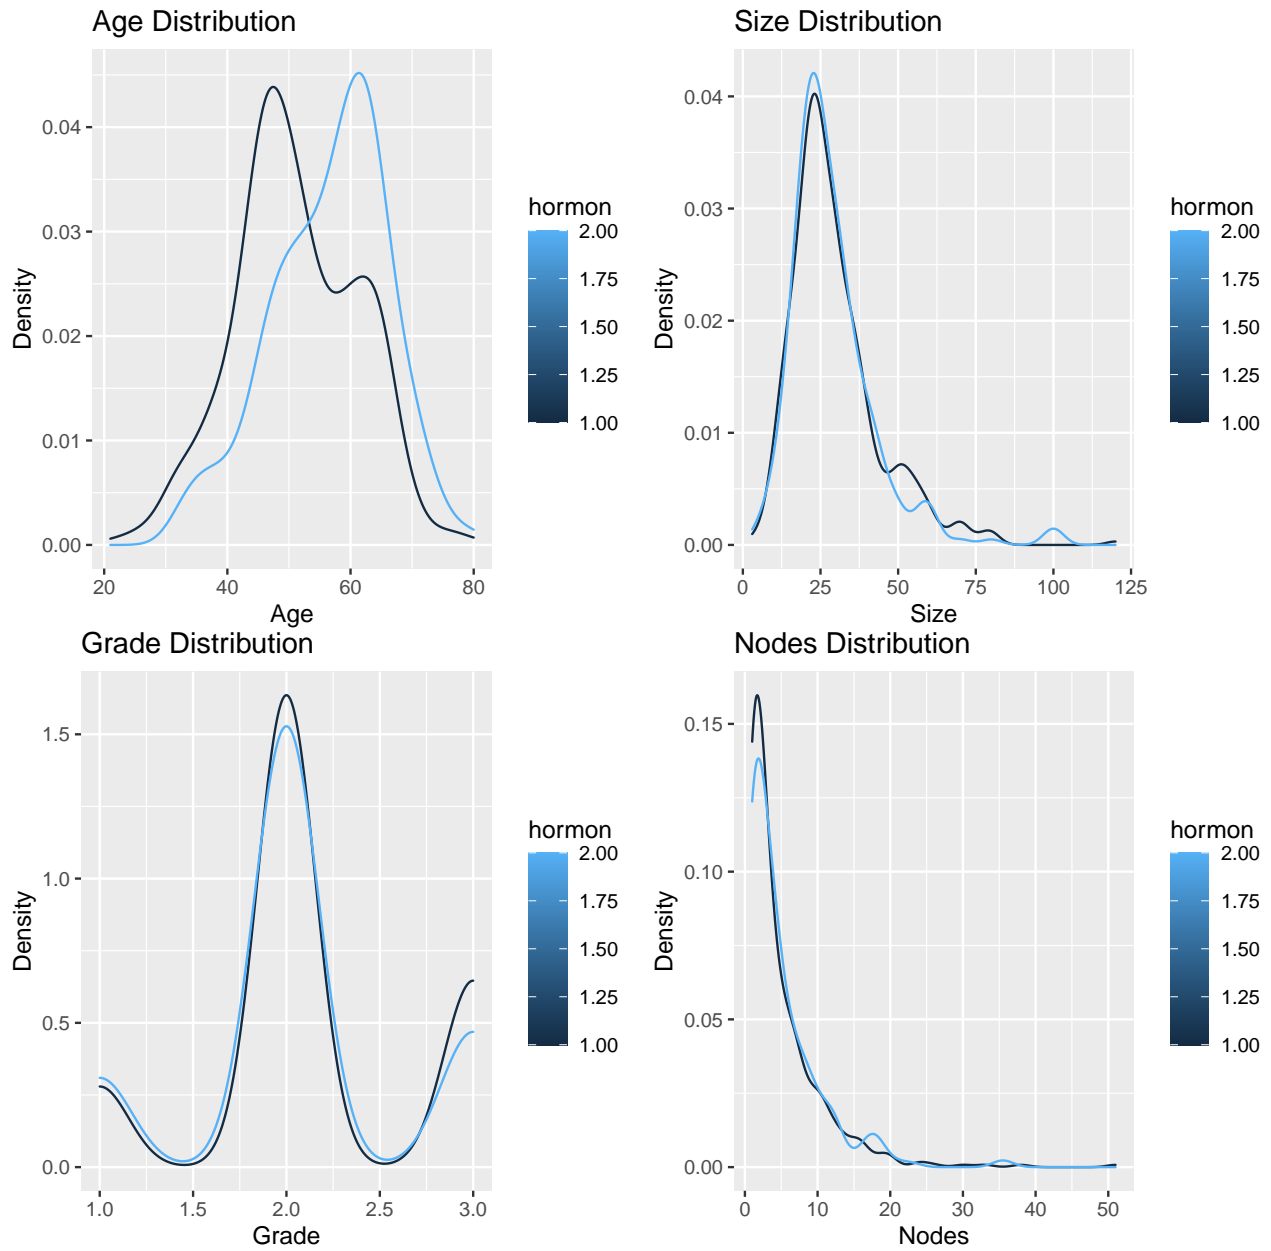 Age Distribution
Density
0.04
0.03
0.02
0.01
0.00
20 40 60 80
Age
hormon
2.00
1.75
1.50
1.25
1.00
Size Distribution
Density
0.04
0.03
0.02
0.01
0.00
0 25 50 75 100 125
Size
hormon
2.00
1.75
1.50
1.25
1.00
Grade Distribution
Density
1.5
1.0
0.5
0.0
1.0 1.5 2.0 2.5 3.0
Grade
hormon
2.00
1.75
1.50
1.25
1.00
Nodes Distribution
Density
0.15
0.10
0.05
0.00
0 10 20 30 40 50
Nodes
hormon
2.00
1.75
1.50
1.25
1.00